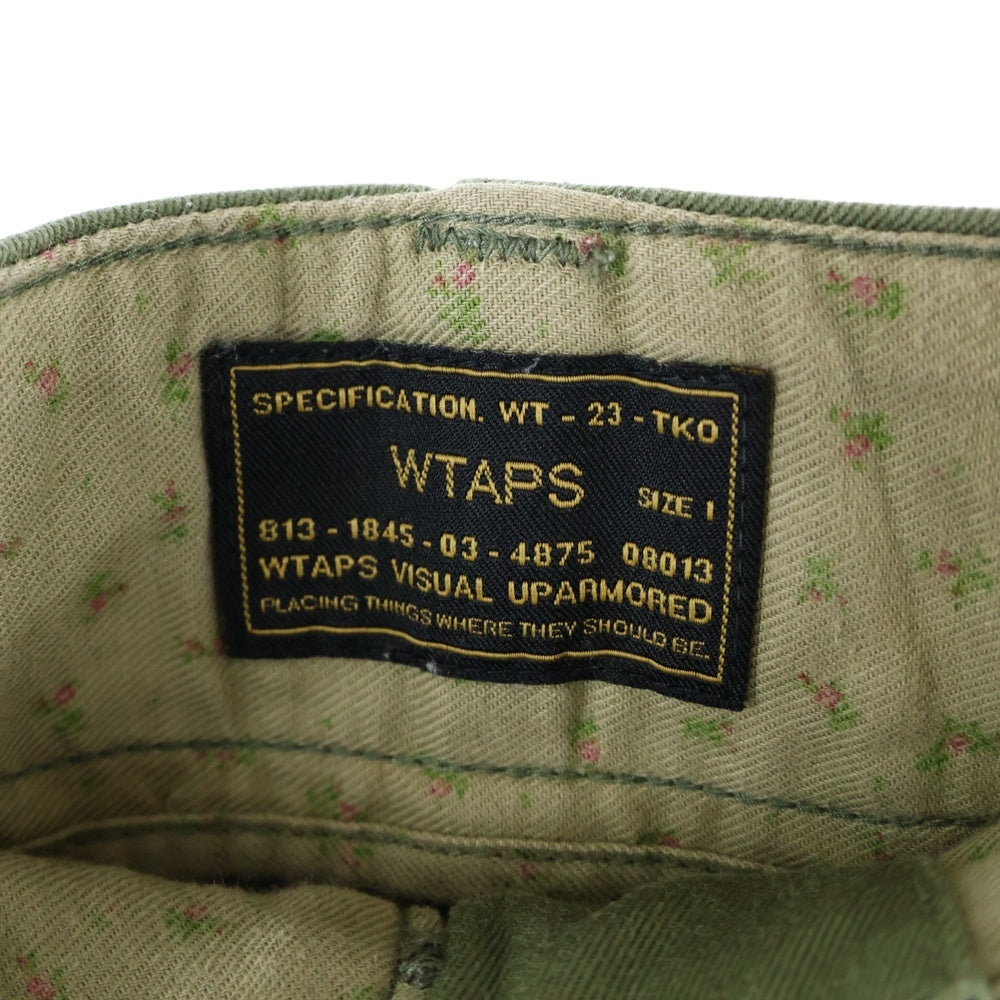 SPECIFICATION. WT - 23 - TKO
WTAPS
SIZE 1
813 - 1845 - 03 - 4875 08013
WTAPS VISUAL UPARMORED
PLACING THINGS WHERE THEY SHOULD BE.